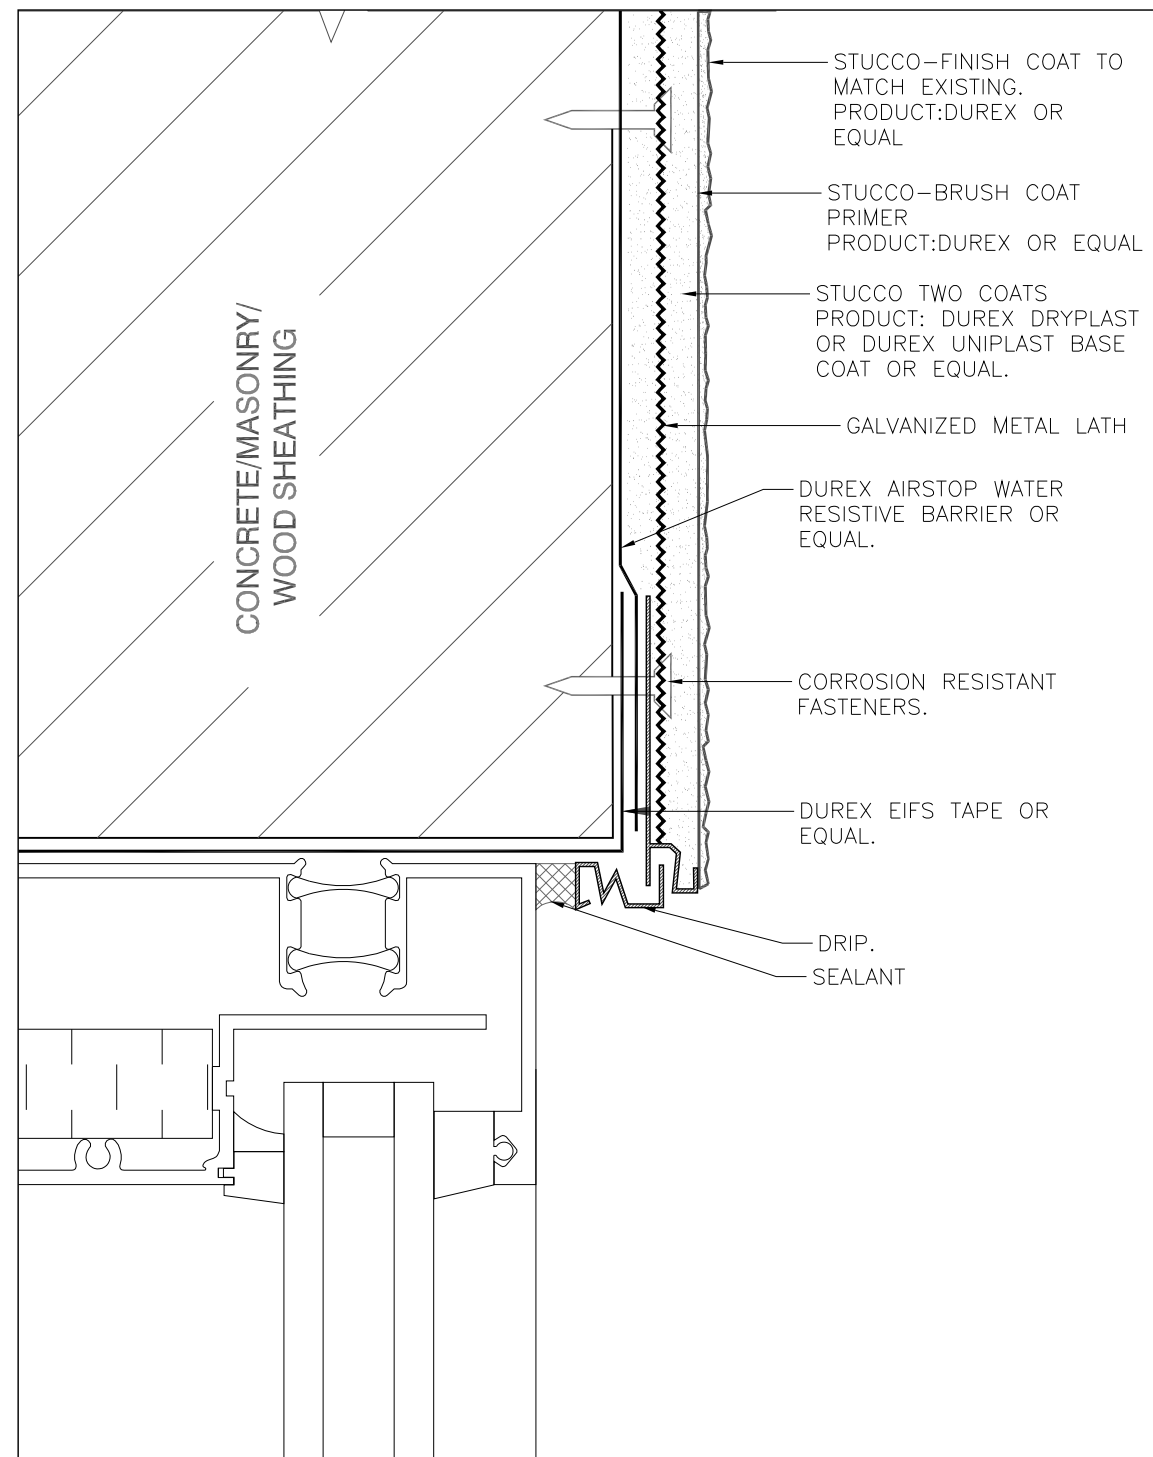 STUCCO-FINISH COAT TO
MATCH EXISTING.
PRODUCT:DUREX OR
EQUAL
STUCCO-BRUSH COAT
PRIMER
PRODUCT:DUREX OR EQUAL
STUCCO TWO COATS
PRODUCT: DUREX DRYPLAST
OR DUREX UNIPLAST BASE
COAT OR EQUAL.
CONCRETE/MASONRY/
WOOD SHEATHING
GALVANIZED METAL LATH
DUREX AIRSTOP WATER
RESISTIVE BARRIER OR
EQUAL.
CORROSION RESISTANT
FASTENERS.
DUREX EIFS TAPE OR
EQUAL.
DRIP.
SEALANT